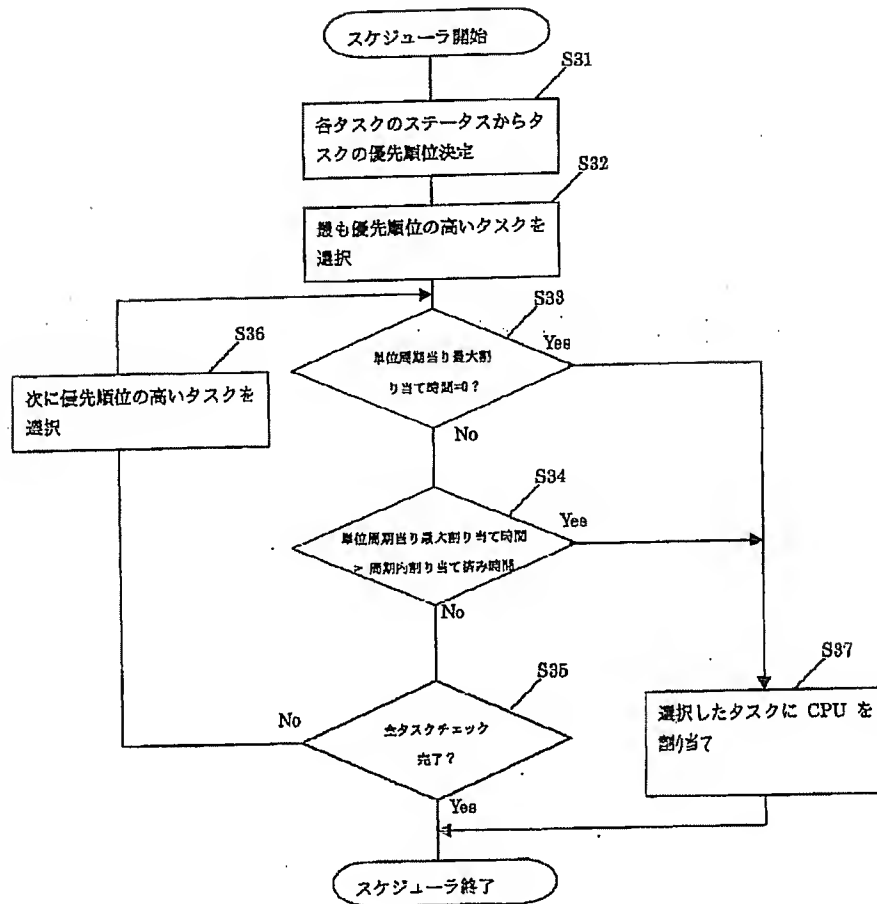 スケジューラ開始
S31
各タスクのステータスからタ
スクの優先順位決定
S32
最も優先順位の高いタスクを
選択
S33
単位周期当り最大割
り当て時間=0？
Yes
No
S36
次に優先順位の高いタスクを
選択
S34
単位周期当り最大割り当て時間
> 周期内割り当て済み時間
Yes
No
S35
全タスクチェック
完了？
No
Yes
S37
選択したタスクに CPU を
割り当て
スケジューラ終了